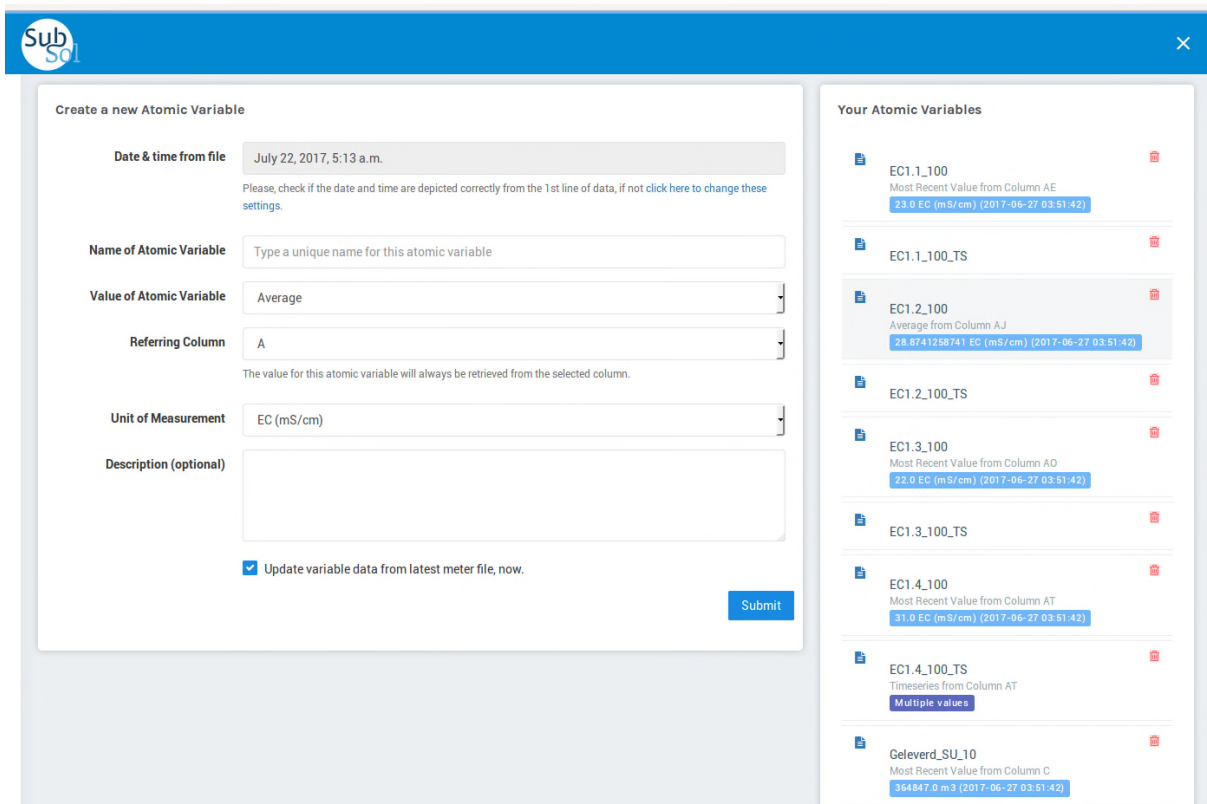 Sub
Sol
Create a new Atomic Variable
Date & time from file
July 22, 2017, 5:13 a.m.
Please, check if the date and time are depicted correctly from the 1st line of data, if not click here to change these
settings.
Name of Atomic Variable
Type a unique name for this atomic variable
Value of Atomic Variable
Average
Referring Column
A
The value for this atomic variable will always be retrieved from the selected column.
Unit of Measurement
EC (mS/cm)
Description (optional)
Update variable data from latest meter file, now.
Submit
Your Atomic Variables
EC1.1_100
Most Recent Value from Column AE
23.0 EC (mS/cm) (2017-06-27 03:51:42)
EC1.1_100_TS
EC1.2_100
Average from Column AJ
28.8741258741 EC (mS/cm) (2017-06-27 03:51:42)
EC1.2_100_TS
EC1.3_100
Most Recent Value from Column AO
22.0 EC (mS/cm) (2017-06-27 03:51:42)
EC1.3_100_TS
EC1.4_100
Most Recent Value from Column AT
31.0 EC (mS/cm) (2017-06-27 03:51:42)
EC1.4_100_TS
Timeseries from Column AT
Multiple values
Geleverd_SU_10
Most Recent Value from Column C
364847.0 m3 (2017-06-27 03:51:42)